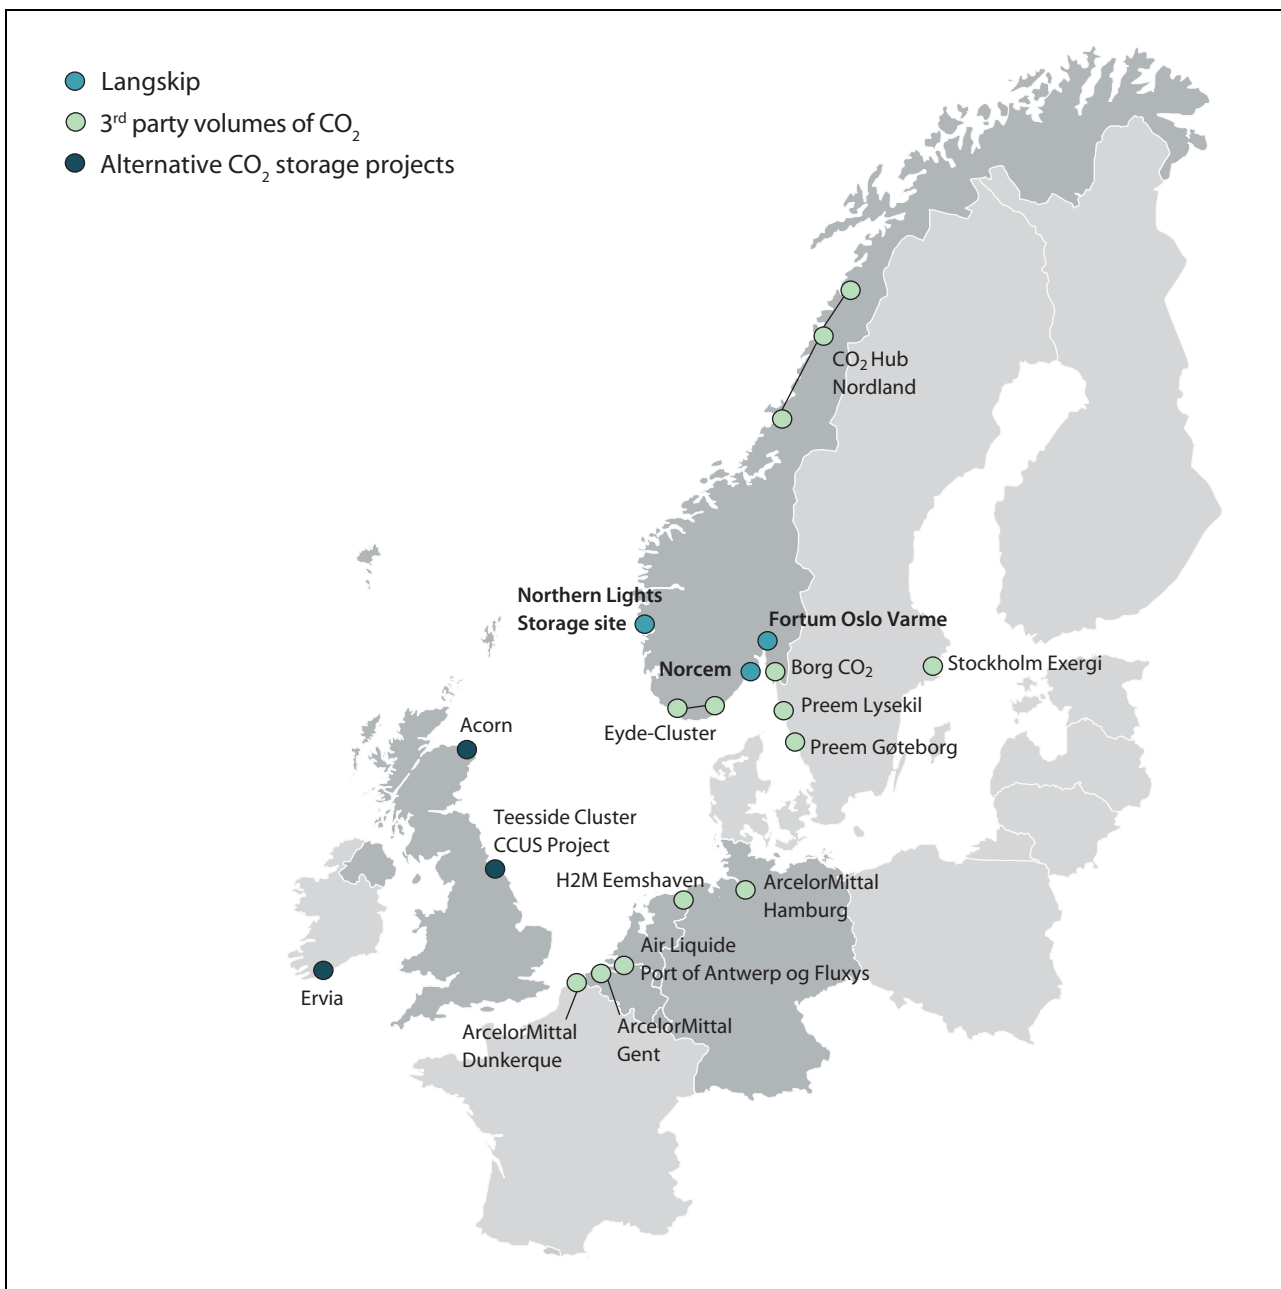 Langskip
3rd party volumes of CO2
Alternative CO2 storage projects
CO2 Hub
Nordland
Northern Lights
Storage site
Fortum Oslo Varme
Norcem
Borg CO2
Stockholm Exergi
Preem Lysekil
Eyde-Cluster
Preem Gøteborg
Acorn
Teesside Cluster
CCUS Project
H2M Eemshaven
ArcelorMittal
Hamburg
Air Liquide
Port of Antwerp og Fluxys
Ervia
ArcelorMittal
Dunkerque
ArcelorMittal
Gent